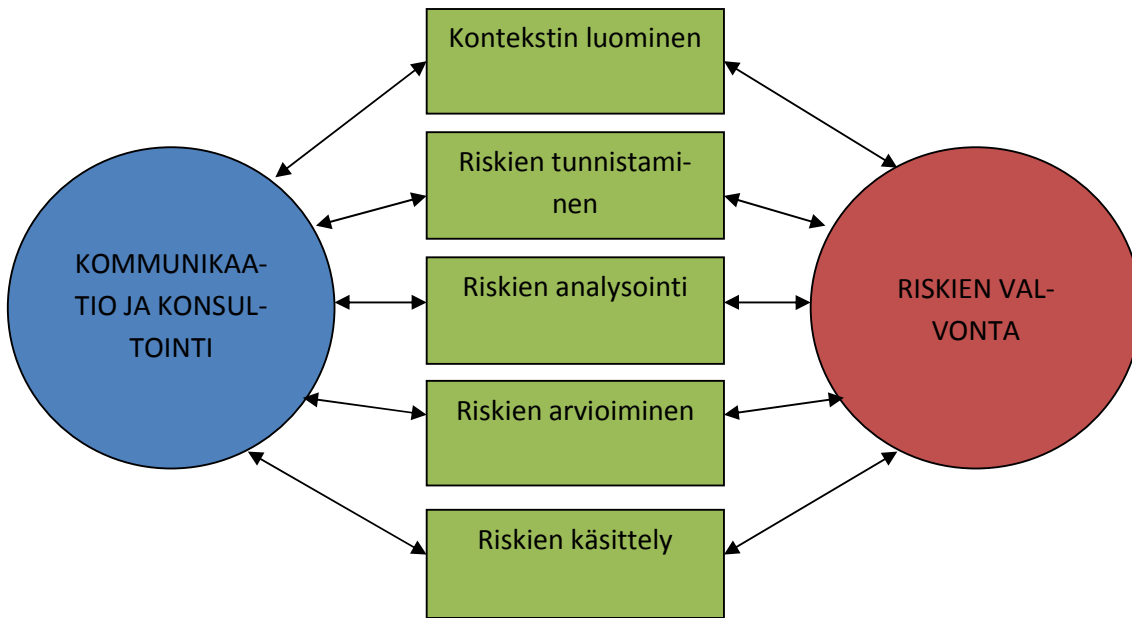 Kontekstin luominen
Riskien tunnistami-
nen
KOMMUNIKAA-
TIO JA KONSUL-
TOINTI
Riskien analysointi
RISKIEN VAL-
VONTA
Riskien arvioiminen
Riskien käsittely